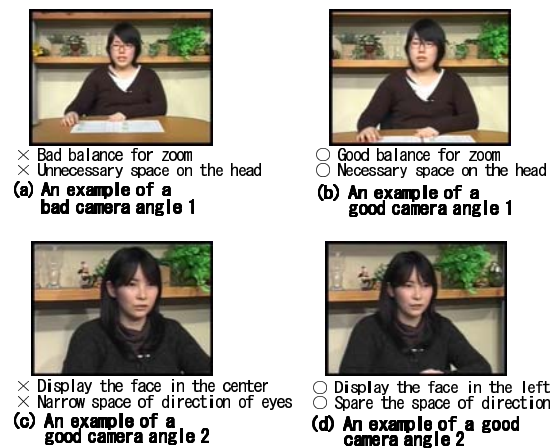 × Bad balance for zoom
× Unnecessary space on the head
(a) An example of a
bad camera angle 1
○ Good balance for zoom
○ Necessary space on the head
(b) An example of a
good camera angle 1
× Display the face in the center
× Narrow space of direction of eyes
(c) An example of a
good camera angle 2
○ Display the face in the left
○ Spare the space of direction
(d) An example of a good
camera angle 2